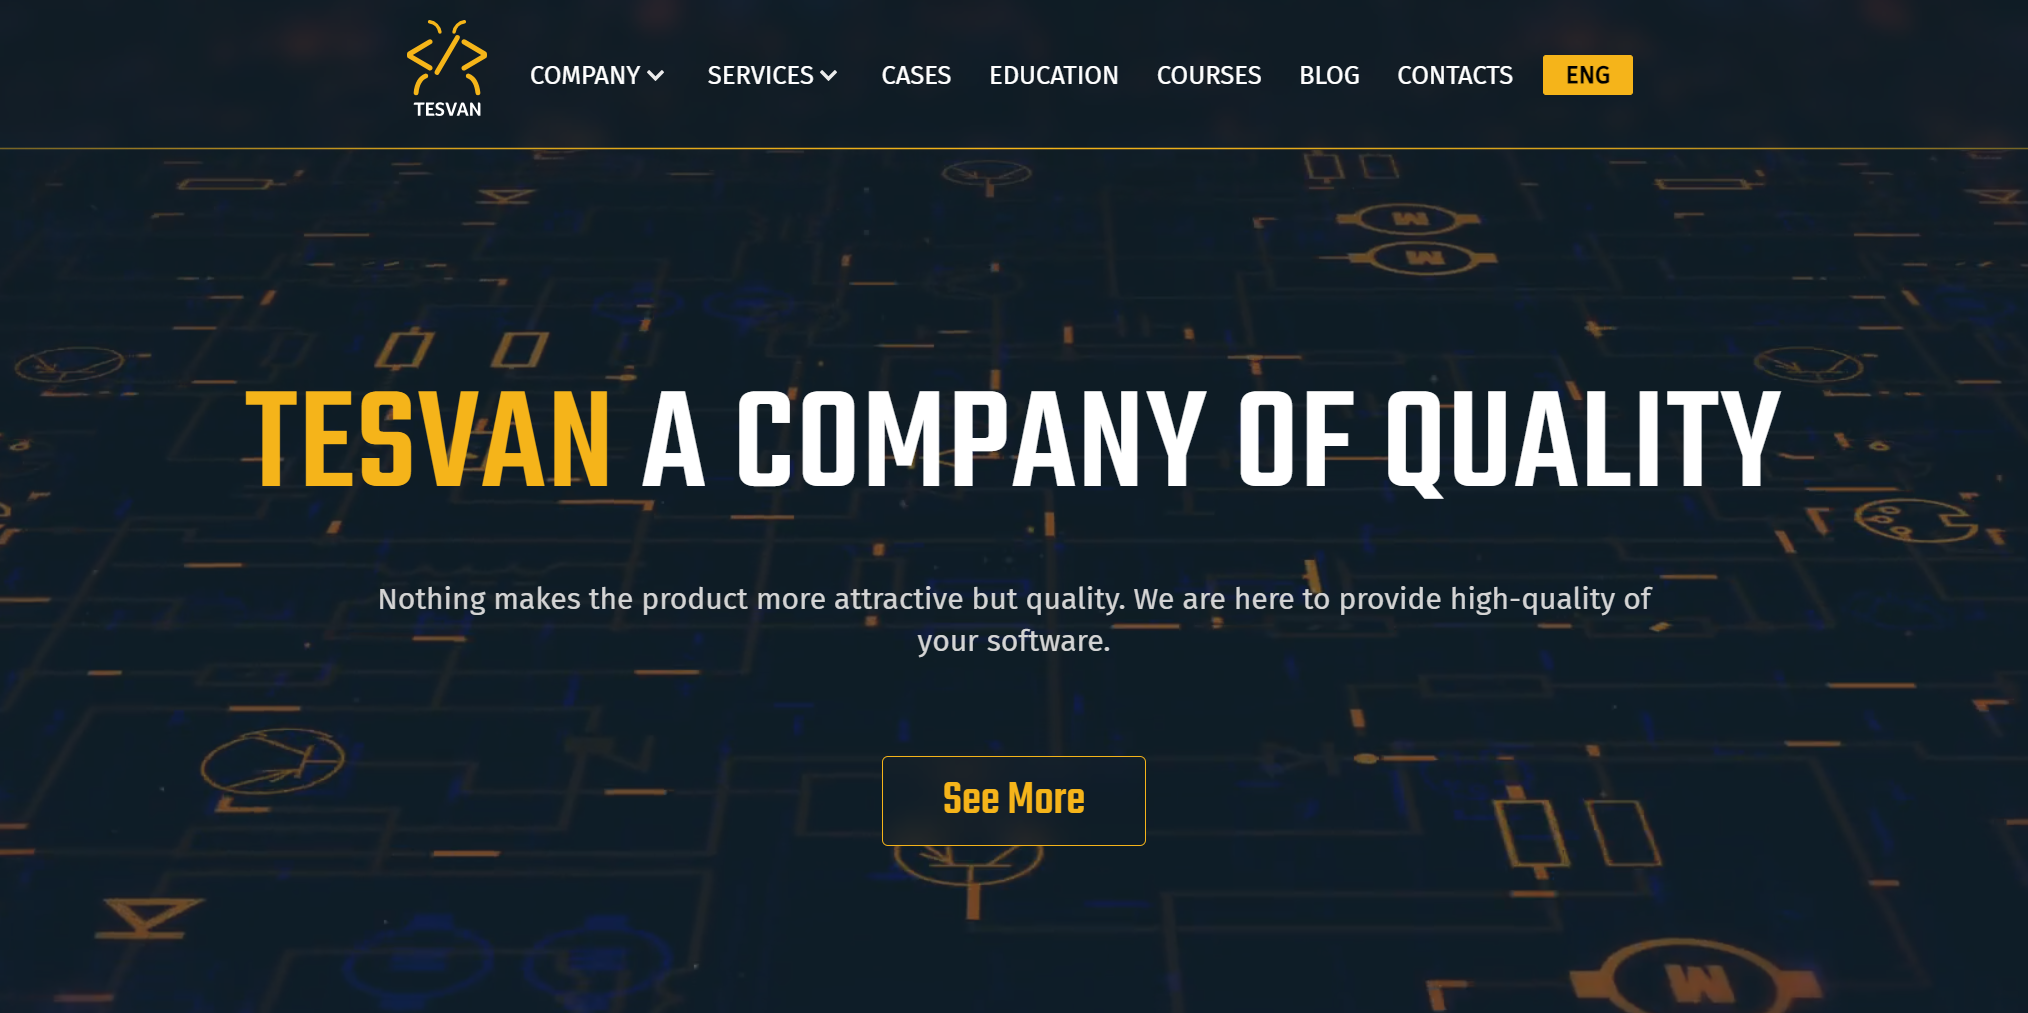 TESVAN
COMPANY SERVICES CASES EDUCATION COURSES BLOG CONTACTS ENG
TESVAN A COMPANY OF QUALITY
Nothing makes the product more attractive but quality. We are here to provide high-quality of
your software.
See More